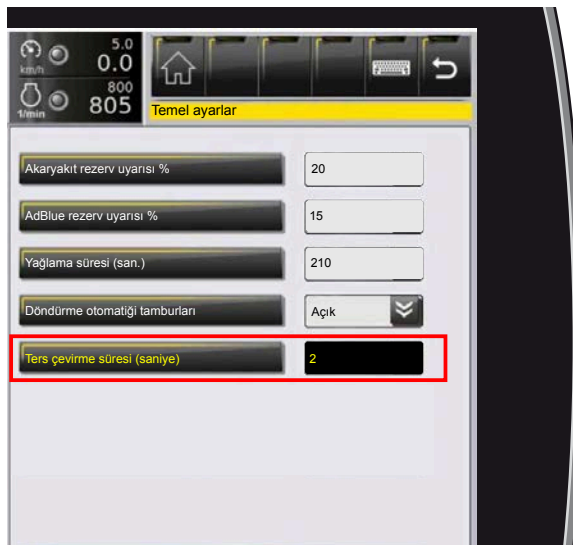 5.0
km/h 0.0
800
1/min 805
Temel ayarlar
Akaryakıt rezerv uyarısı % 20
AdBlue rezerv uyarısı % 15
Yağlama süresi (san.) 210
Döndürme otomatiği tamburları Açık
Ters çevirme süresi (saniye) 2